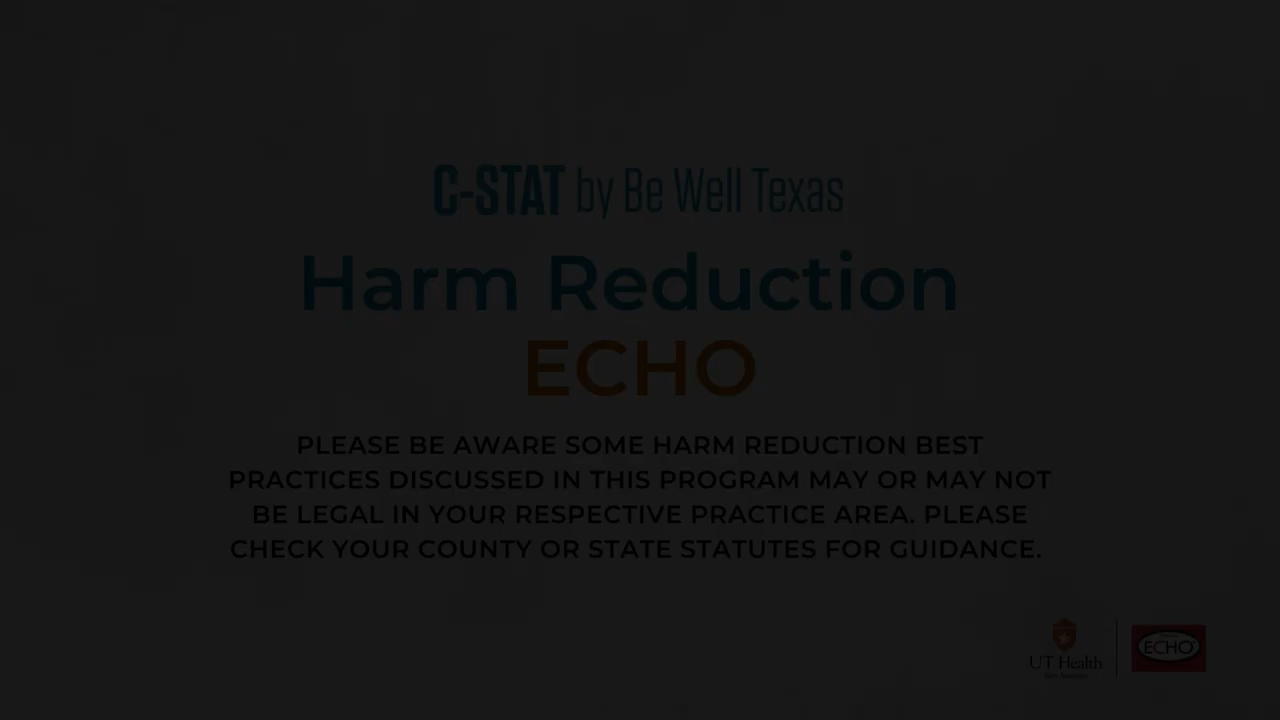 C-STAT by Be Well Texas
Harm Reduction
ECHO
PLEASE BE AWARE SOME HARM REDUCTION BEST
PRACTICES DISCUSSED IN THIS PROGRAM MAY OR MAY NOT
BE LEGAL IN YOUR RESPECTIVE PRACTICE AREA. PLEASE
CHECK YOUR COUNTY OR STATE STATUTES FOR GUIDANCE.
UT Health
San Antonio
ECHO